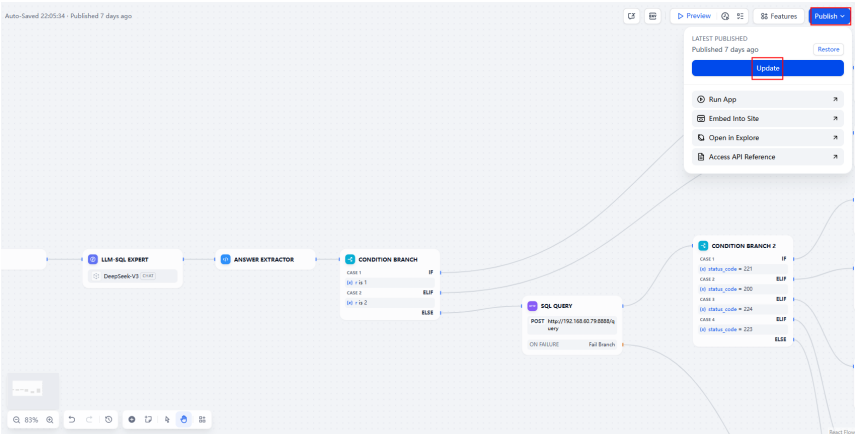 Auto-Saved 22:05:34 · Published 7 days ago
Preview
Features
Publish
LATEST PUBLISHED
Published 7 days ago
Restore
Update
Run App
Embed Into Site
Open in Explore
Access API Reference
LLM-SQL EXPERT
DeepSeek-V3 CHAT
ANSWER EXTRACTOR
CONDITION BRANCH
CASE 1 IF
{x} r is 1
CASE 2 ELIF
{x} r is 2
ELSE
SQL QUERY
POST http://192.168.60.79:8888/q
uery
ON FAILURE Fail Branch
CONDITION BRANCH 2
CASE 1 IF
{x} status_code = 221
CASE 2 ELIF
{x} status_code = 200
CASE 3 ELIF
{x} status_code = 224
CASE 4 ELIF
{x} status_code = 223
ELSE
83%
React Flow